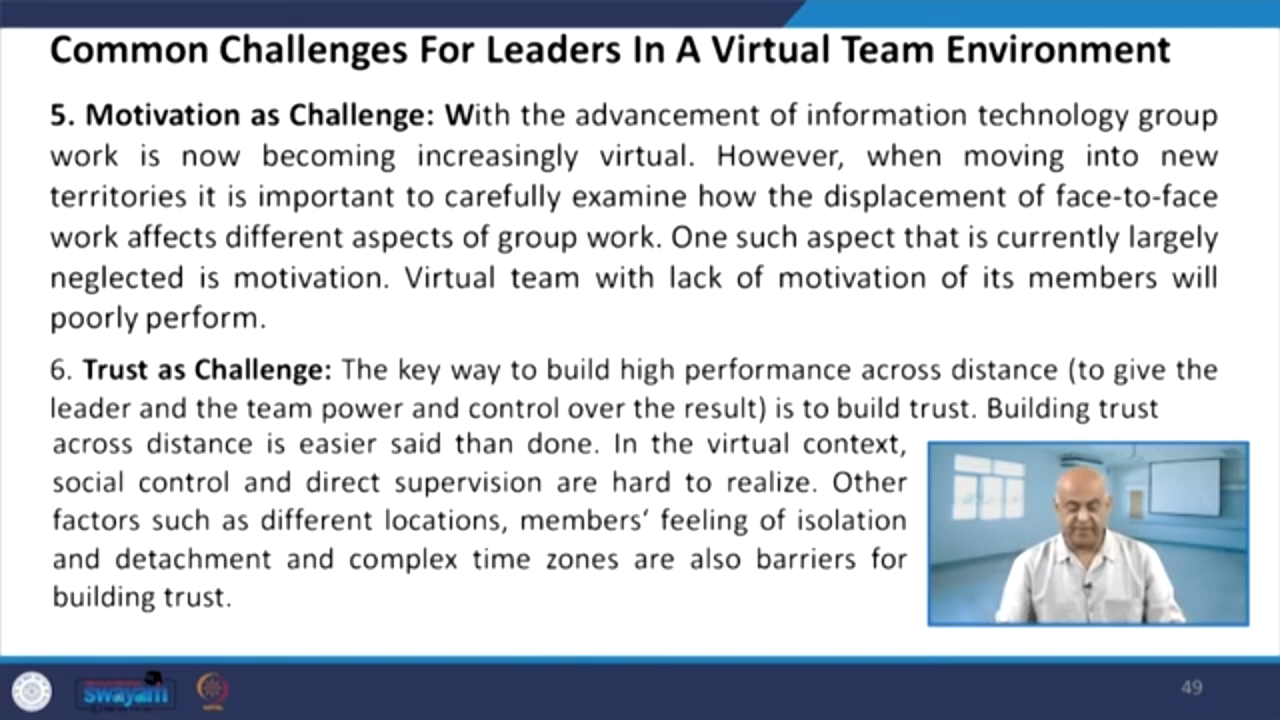 Common Challenges For Leaders In A Virtual Team Environment
5. Motivation as Challenge: With the advancement of information technology group
work is now becoming increasingly virtual. However, when moving into new
territories it is important to carefully examine how the displacement of face-to-face
work affects different aspects of group work. One such aspect that is currently largely
neglected is motivation. Virtual team with lack of motivation of its members will
poorly perform.
6. Trust as Challenge: The key way to build high performance across distance (to give the
leader and the team power and control over the result) is to build trust. Building trust
across distance is easier said than done. In the virtual context,
social control and direct supervision are hard to realize. Other
factors such as different locations, members‘ feeling of isolation
and detachment and complex time zones are also barriers for
building trust.
swayam
49